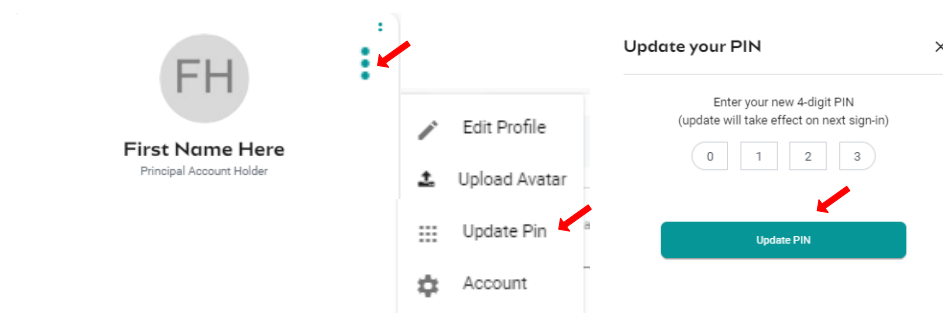 FH
First Name Here
Principal Account Holder
Edit Profile
Upload Avatar
Update Pin
Account
Update your PIN
Enter your new 4-digit PIN
(update will take effect on next sign-in)
0 1 2 3
Update PIN